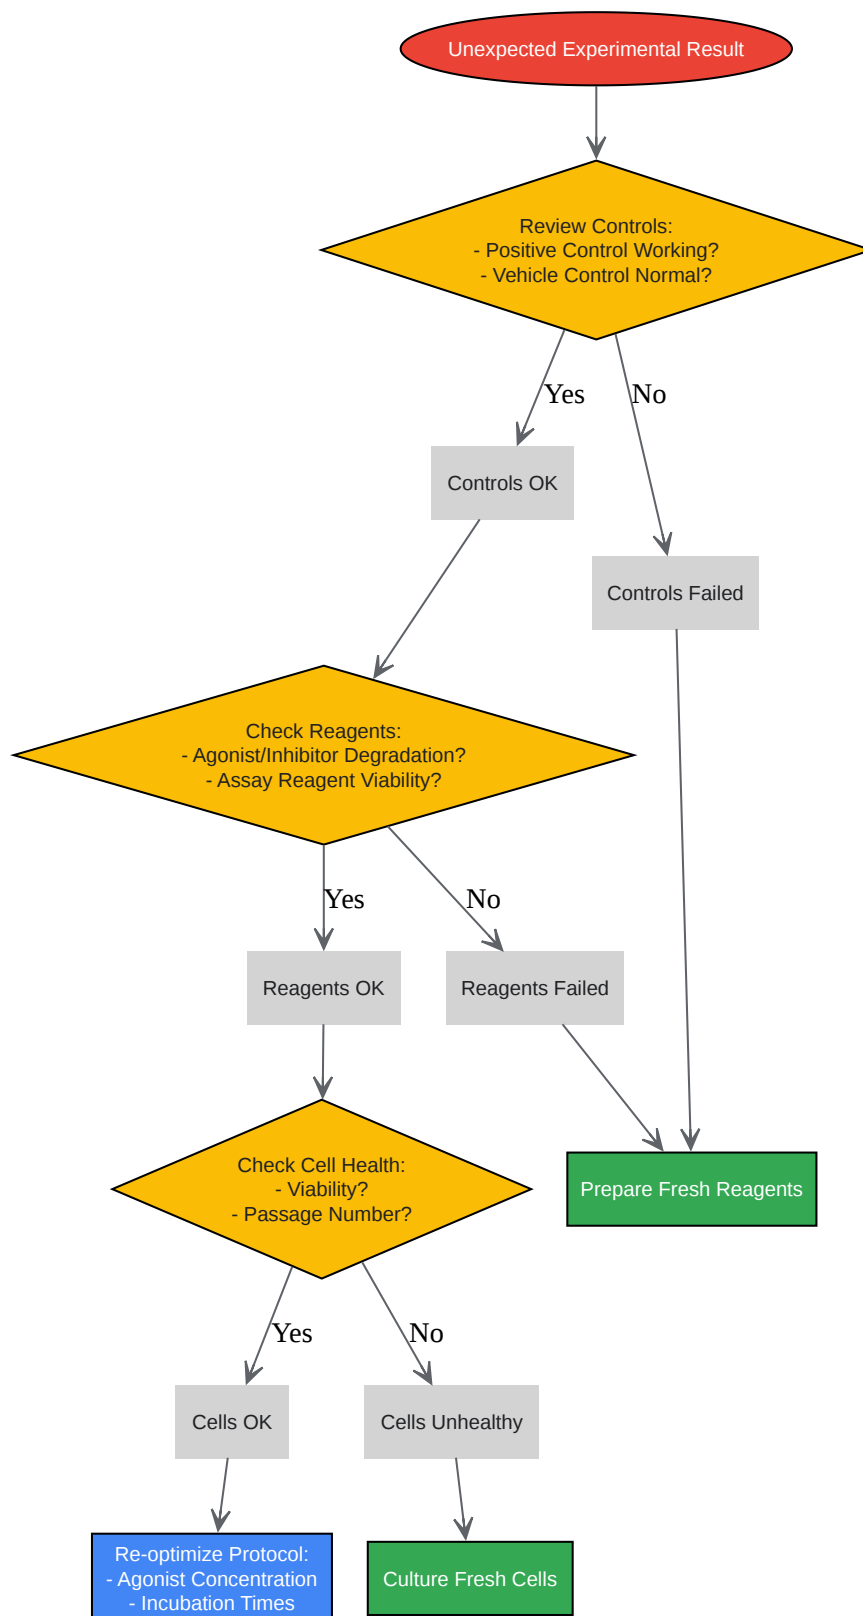 Unexpected Experimental Result
Review Controls:
- Positive Control Working?
- Vehicle Control Normal?
Yes
No
Controls OK
Controls Failed
Check Reagents:
- Agonist/Inhibitor Degradation?
- Assay Reagent Viability?
Yes
No
Reagents OK
Reagents Failed
Check Cell Health:
- Viability?
- Passage Number?
Prepare Fresh Reagents
Yes
No
Cells OK
Cells Unhealthy
Re-optimize Protocol:
- Agonist Concentration
- Incubation Times
Culture Fresh Cells